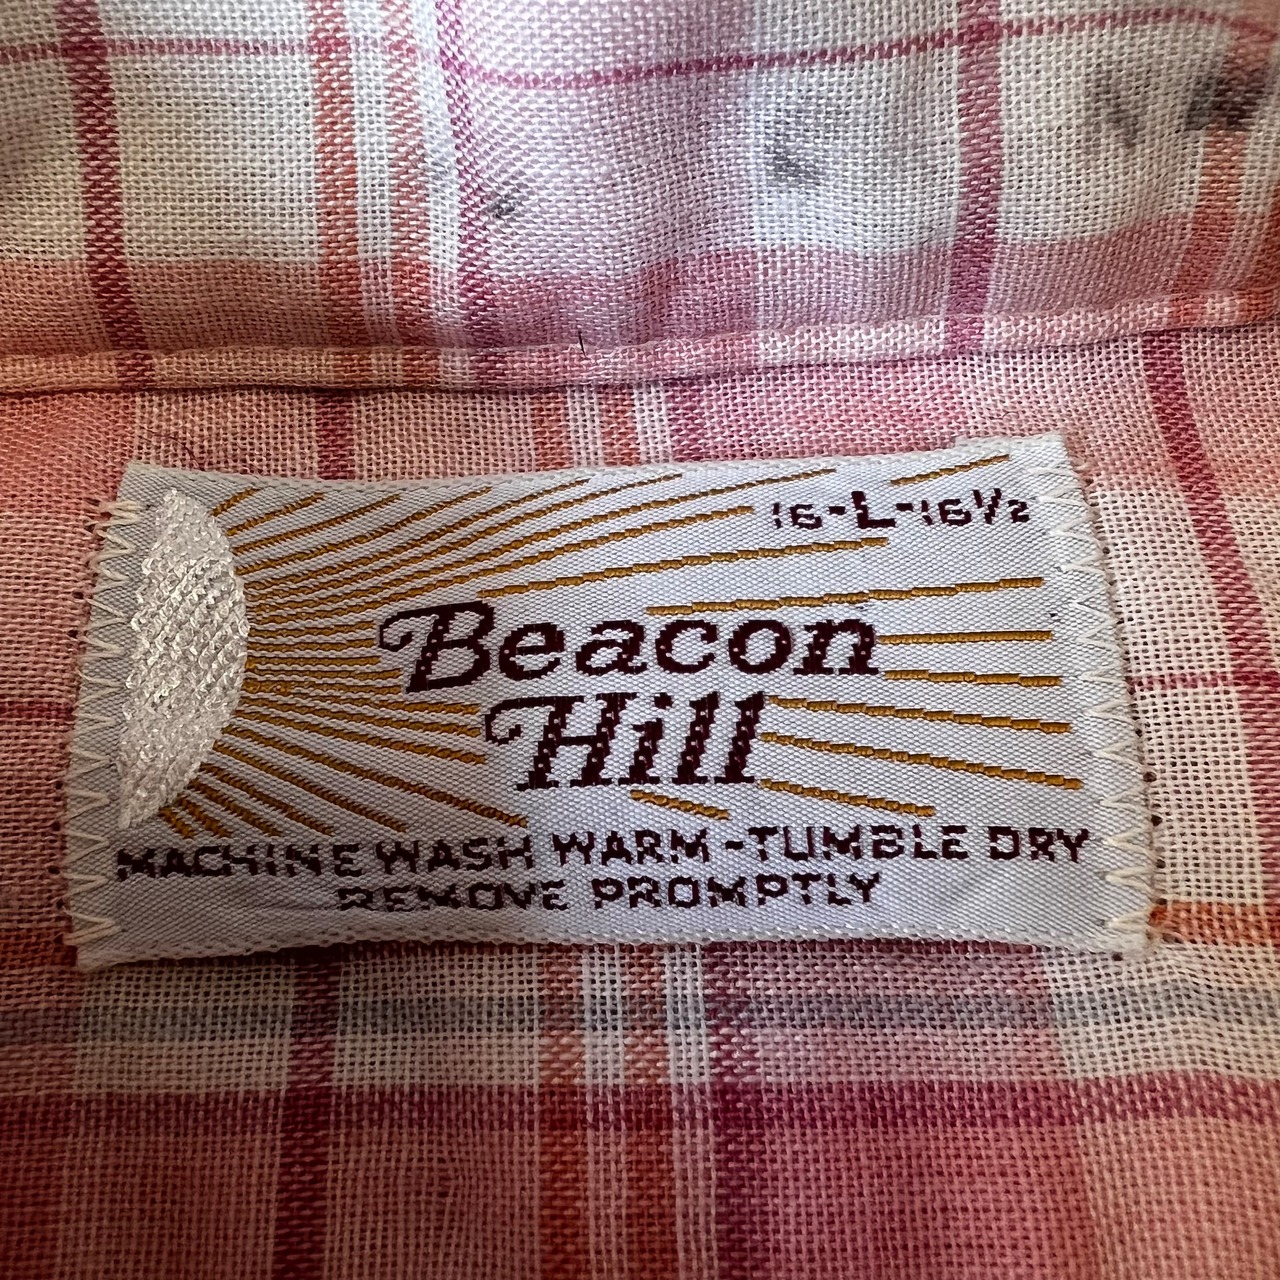 16-L-16½
Beacon
Hill
MACHINE WASH WARM-TUMBLE DRY
REMOVE PROMPTLY